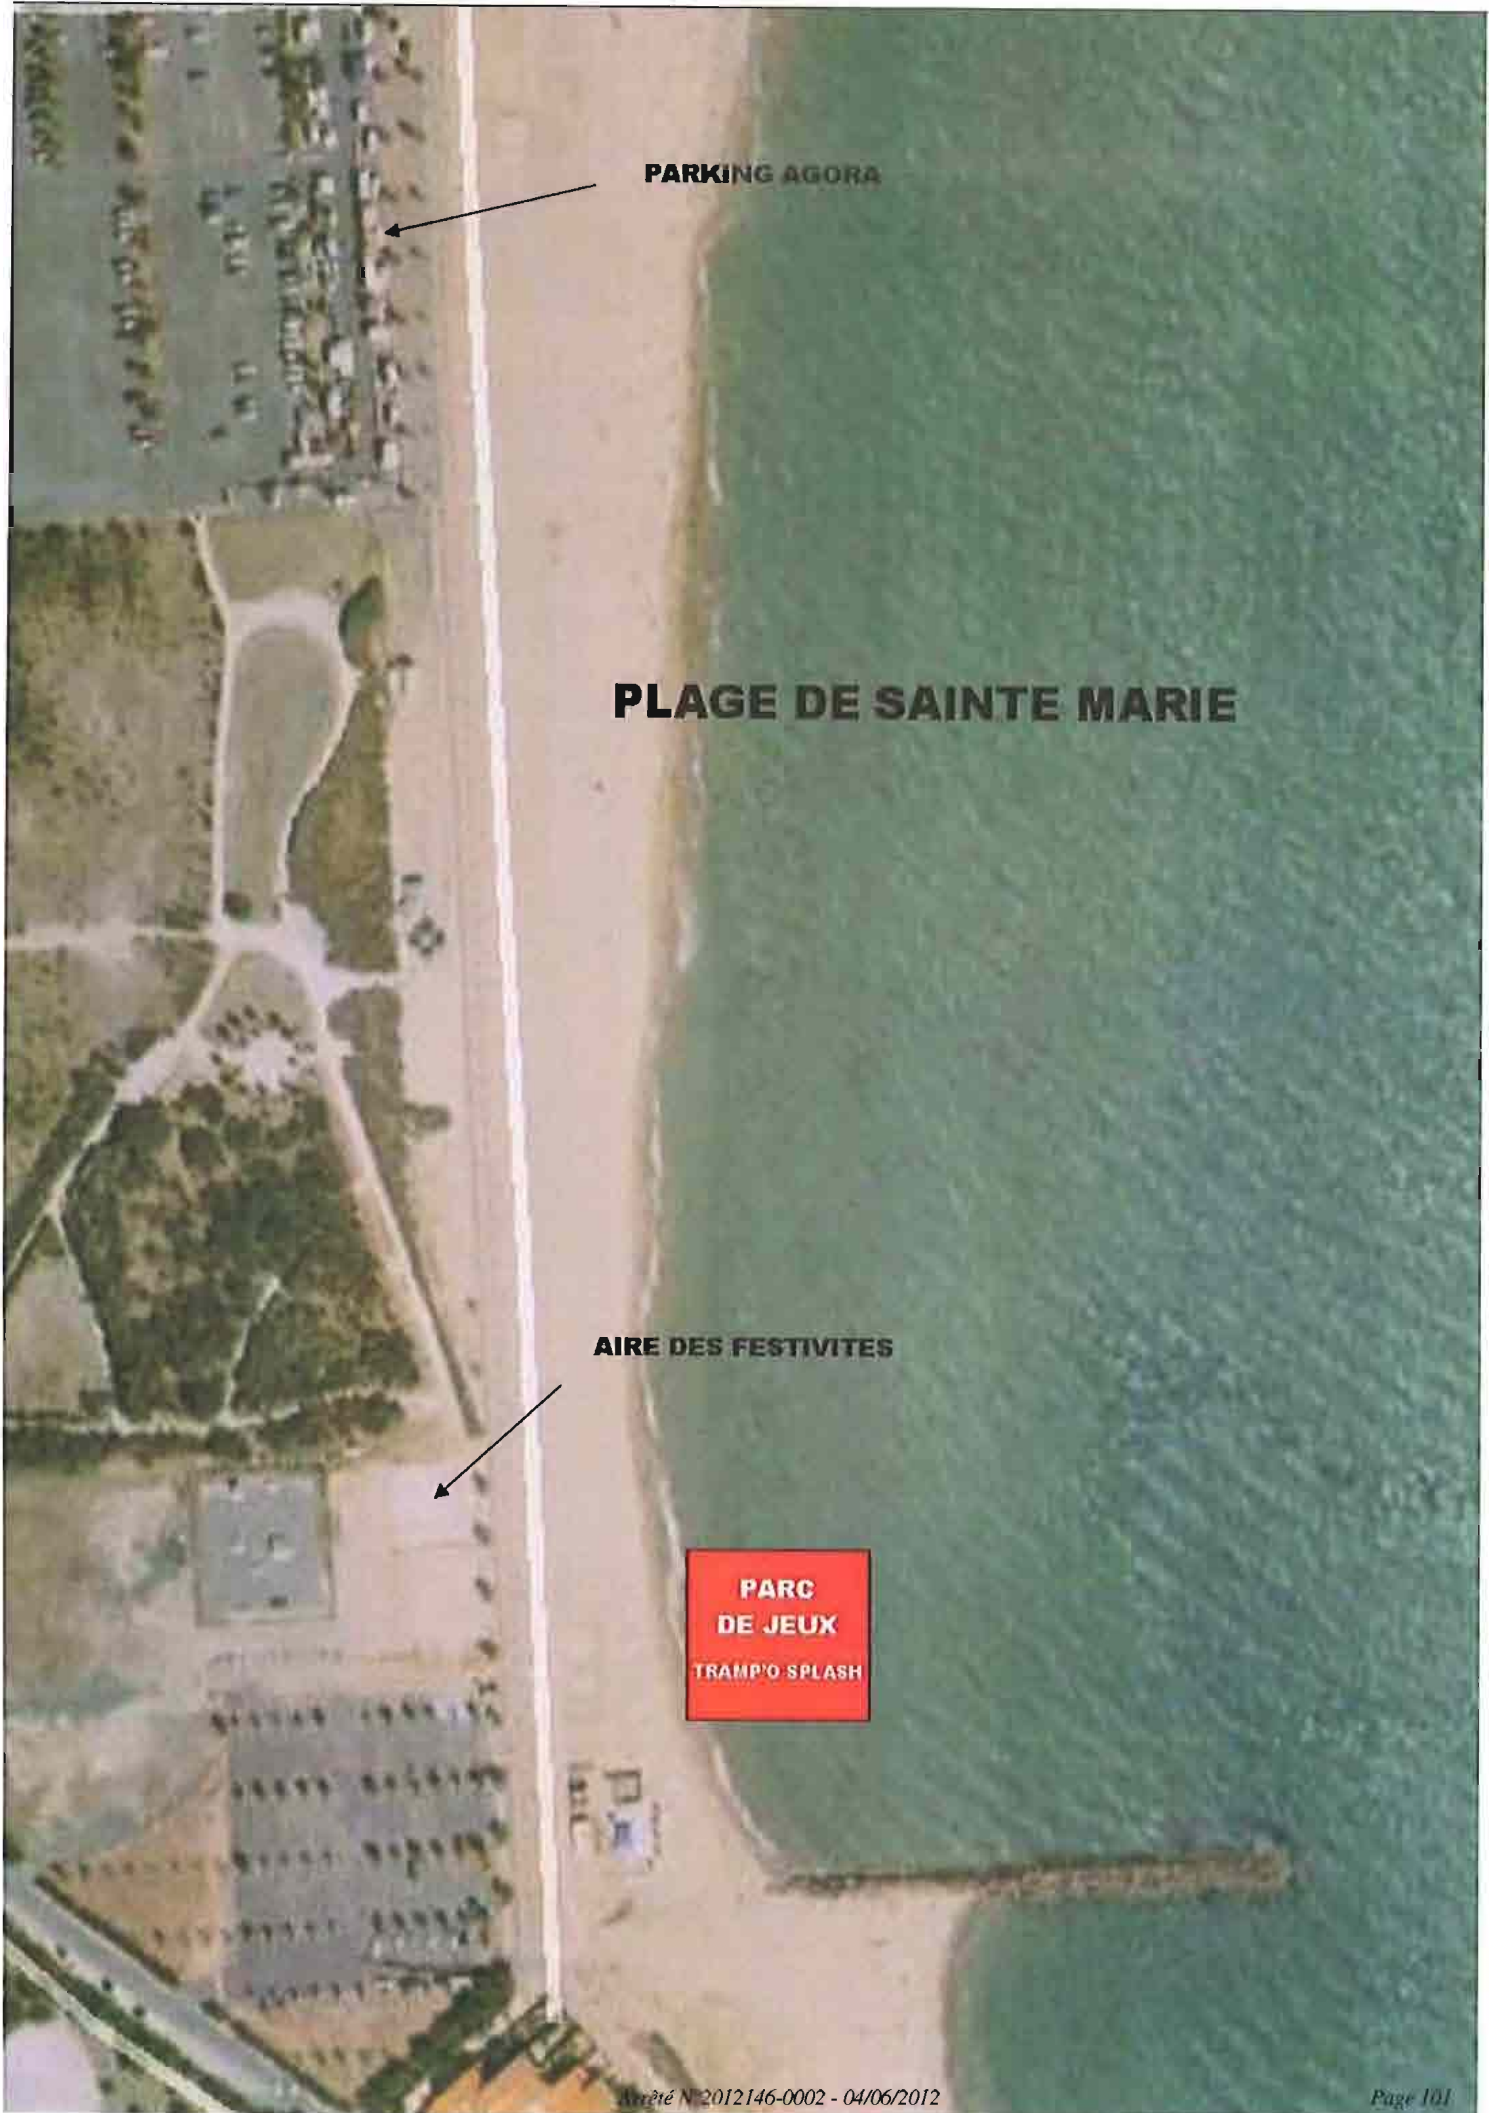 PARKING AGORA
PLAGE DE SAINTE MARIE
AIRE DES FESTIVITES
PARC
DE JEUX
TRAMP'O SPLASH
Arrêté N°2012146-0002 - 04/06/2012
Page 101